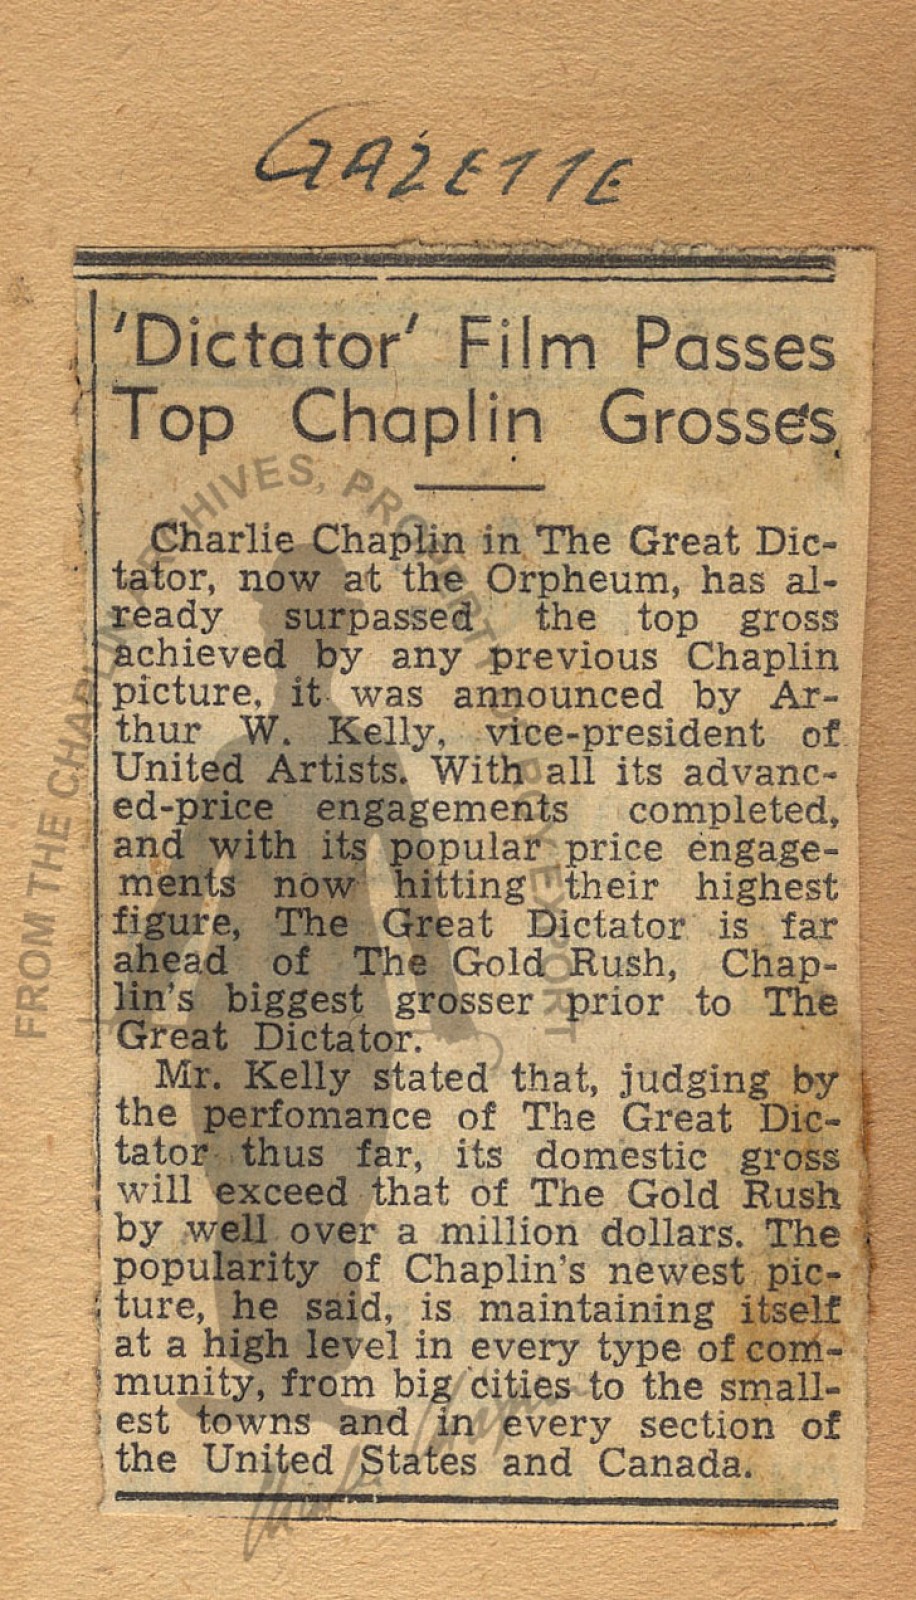 GAZETTE
'Dictator' Film Passes
Top Chaplin Grosses
Charlie Chaplin in The Great Dic-
tator, now at the Orpheum, has al-
ready surpassed the top gross
achieved by any previous Chaplin
picture, it was announced by Ar-
thur W. Kelly, vice-president of
United Artists. With all its advanc-
ed-price engagements completed,
and with its popular price engage-
ments now hitting their highest
figure, The Great Dictator is far
ahead of The Gold Rush, Chap-
lin's biggest grosser prior to The
Great Dictator.
Mr. Kelly stated that, judging by
the perfomance of The Great Dic-
tator thus far, its domestic gross
will exceed that of The Gold Rush
by well over a million dollars. The
popularity of Chaplin's newest pic-
ture, he said, is maintaining itself
at a high level in every type of com-
munity, from big cities to the small-
est towns and in every section of
the United States and Canada.
FROM THE CHAPLIN ARCHIVES, PROPERTY OF ROY EXPORT
Charlie Chaplin